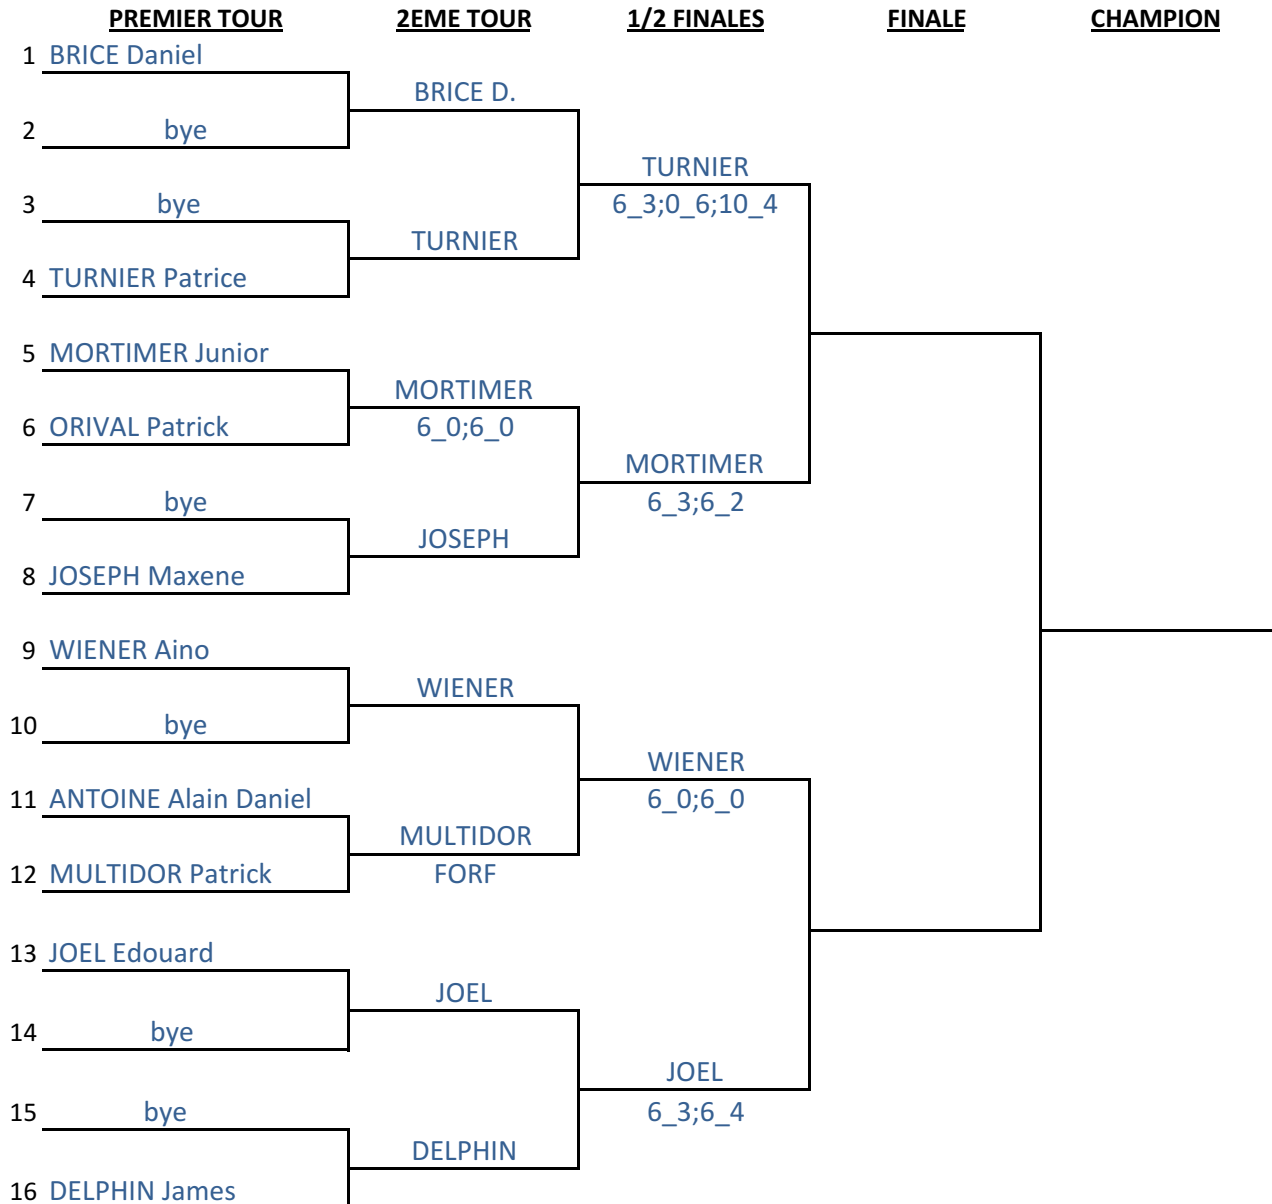 PREMIER TOUR 2EME TOUR 1/2 FINALES FINALE CHAMPION
1 BRICE Daniel
BRICE D.
2 bye
TURNIER
3 bye 6_3;0_6;10_4
TURNIER
4 TURNIER Patrice
5 MORTIMER Junior
MORTIMER
6 ORIVAL Patrick 6_0;6_0
MORTIMER
7 bye 6_3;6_2
JOSEPH
8 JOSEPH Maxene
9 WIENER Aino
WIENER
10 bye
WIENER
11 ANTOINE Alain Daniel 6_0;6_0
MULTIDOR
12 MULTIDOR Patrick FORF
13 JOEL Edouard
JOEL
14 bye
JOEL
15 bye 6_3;6_4
DELPHIN
16 DELPHIN James